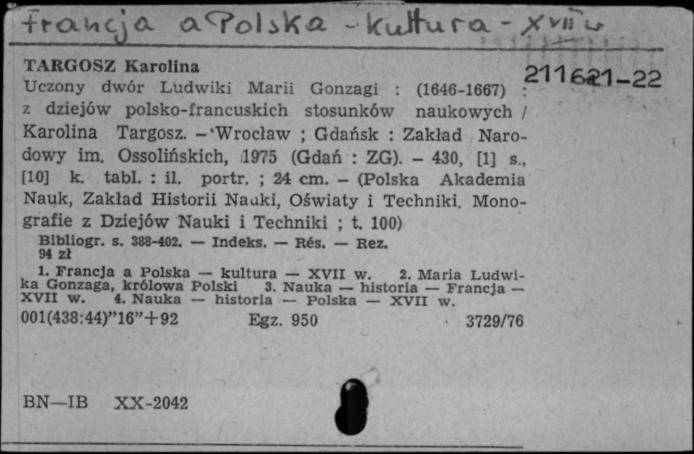 Francja a Polska - kultura - XVII w
TARGOSZ Karolina
211621-22
Uczony dwór Ludwiki Marii Gonzagi : (1646-1667) :
z dziejów polsko-francuskich stosunków naukowych /
Karolina Targosz. — Wrocław ; Gdańsk : Zakład Naro-
dowy im. Ossolińskich, 1975 (Gdań : ZG). — 430, [1] s.,
[10] k. tabl. : il. portr. ; 24 cm. — (Polska Akademia
Nauk, Zakład Historii Nauki, Oświaty i Techniki. Mono-
grafie z Dziejów Nauki i Techniki ; t. 100)
Bibliogr. s. 388-402. — Indeks. — Rés. — Rez.
94 zł
1. Francja a Polska — kultura — XVII w. 2. Maria Ludwi-
ka Gonzaga, królowa Polski 3. Nauka — historia — Francja —
XVII w. 4. Nauka — historia — Polska — XVII w.
001(438:44)"16"+92 Egz. 950 3729/76
BN—IB XX-2042